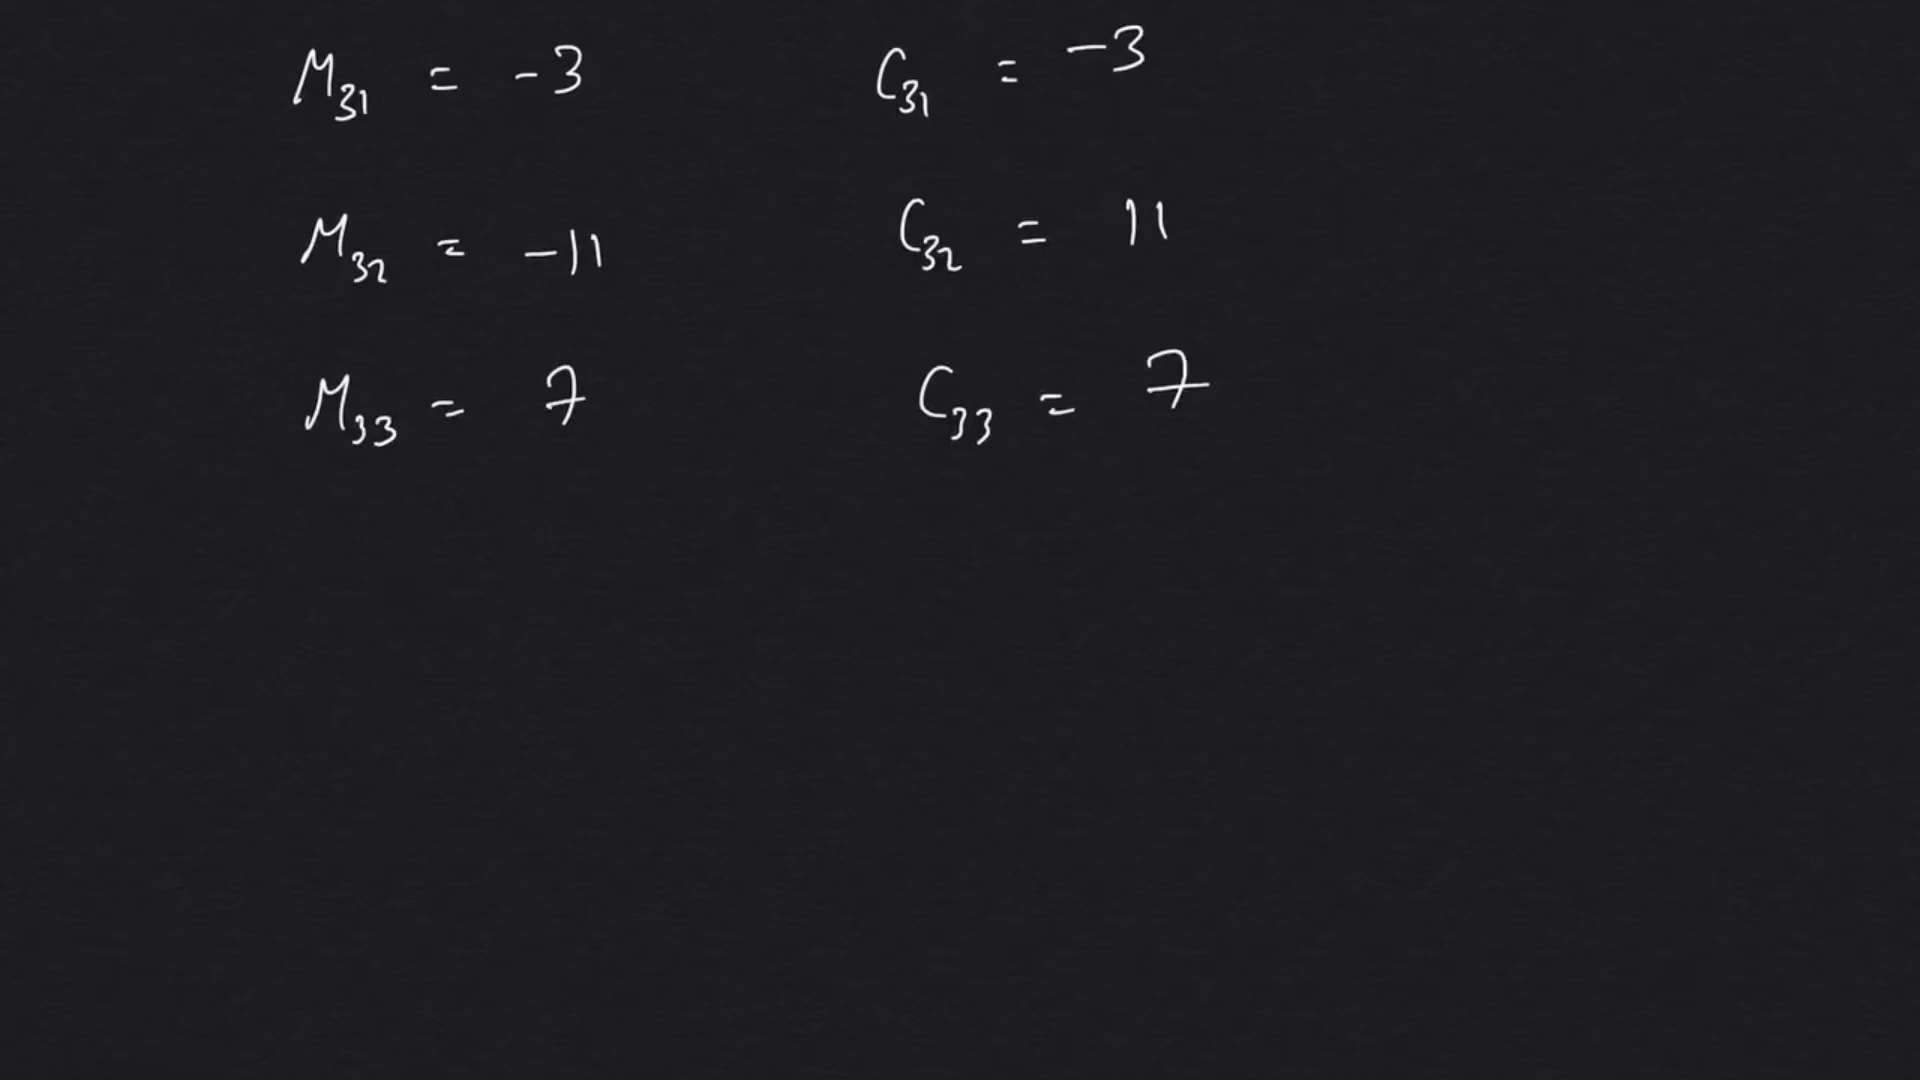 M₃₁ = -3 C₃₁ = -3
M₃₂ = -11 C₃₂ = 11
M₃₃ = 7 C₃₃ = 7